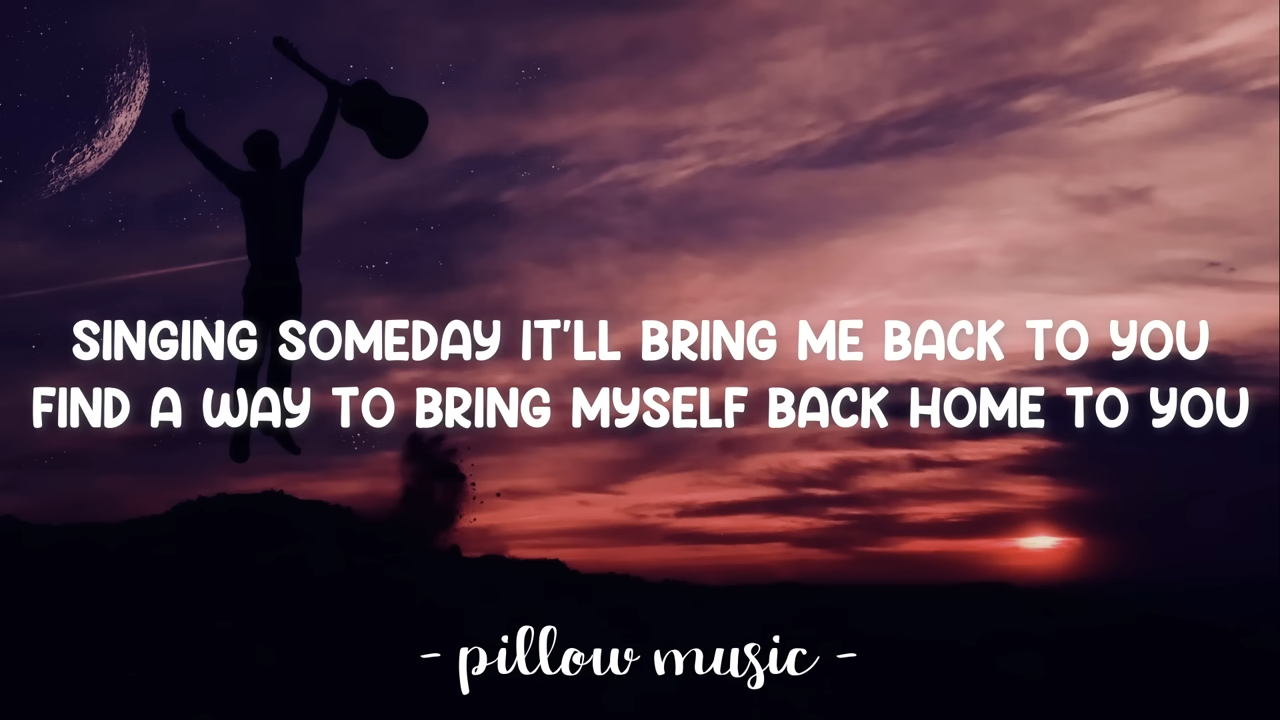 SINGING SOMEDAY IT'LL BRING ME BACK TO YOU
FIND A WAY TO BRING MYSELF BACK HOME TO YOU
- pillow music -